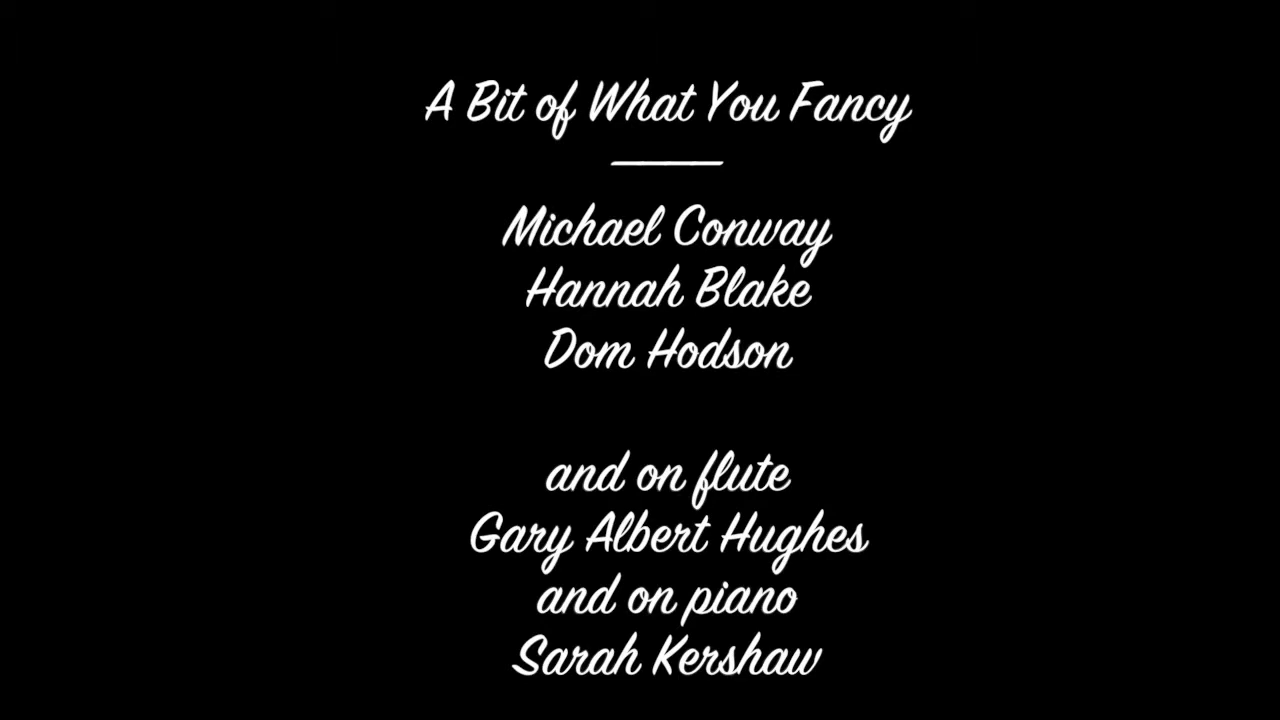 A Bit of What You Fancy
Michael Conway
Hannah Blake
Dom Hodson
and on flute
Gary Albert Hughes
and on piano
Sarah Kershaw